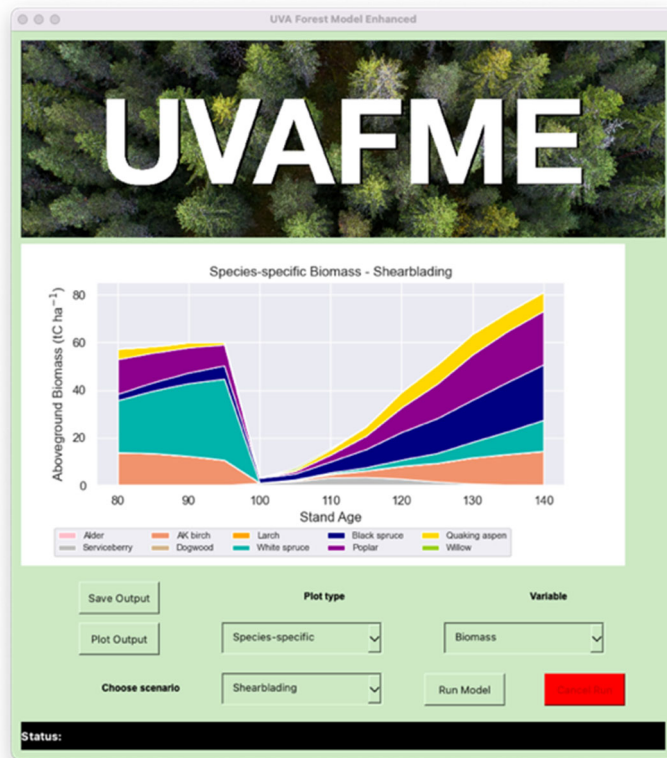 UVA Forest Model Enhanced
UVAFME
Species-specific Biomass - Shearblading
Aboveground Biomass (tC ha⁻¹)
80
60
40
20
0
80 90 100 110 120 130 140
Stand Age
Alder AK birch Larch Black spruce Quaking aspen
Serviceberry Dogwood White spruce Poplar Willow
Save Output Plot type Variable
Plot Output Species-specific Biomass
Choose scenario Shearblading Run Model Cancel Run
Status: